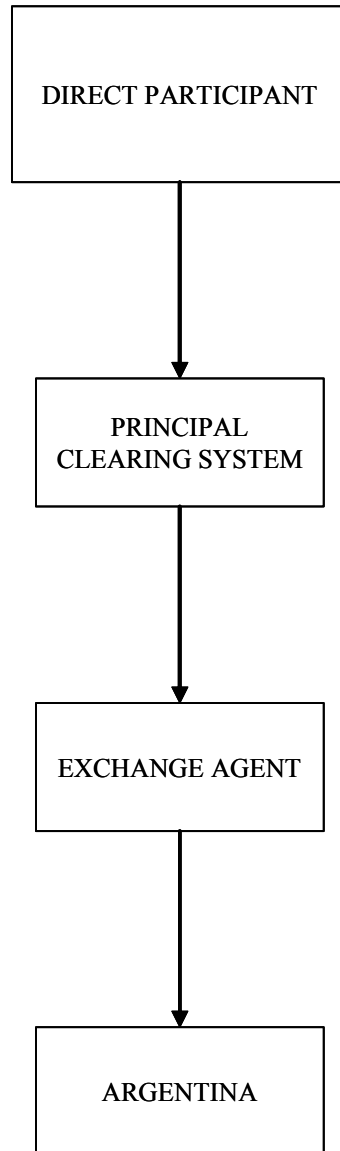 DIRECT PARTICIPANT
PRINCIPAL
CLEARING SYSTEM
EXCHANGE AGENT
ARGENTINA